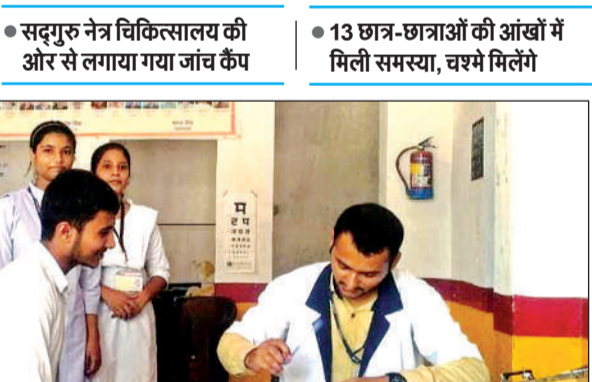 सद्गुरु नेत्र चिकित्सालय की
ओर से लगाया गया जांच कैंप
13 छात्र-छात्राओं की आंखों में
मिली समस्या, चश्मे मिलेंगे
म
ट प